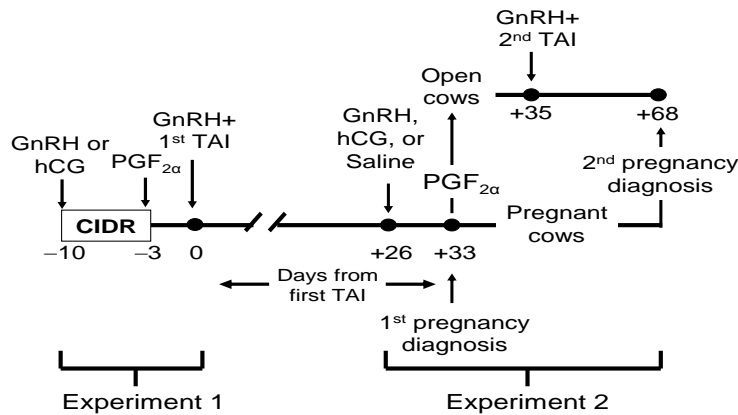 GnRH+
2nd TAI
Open
cows
+35
+68
GnRH+
1st TAI
GnRH,
hCG, or
Saline
GnRH or
hCG
PGF2α
PGF2α
2nd pregnancy
diagnosis
CIDR
Pregnant
cows
−10
−3
0
+26
+33
Days from
first TAI
1st pregnancy
diagnosis
Experiment 1
Experiment 2